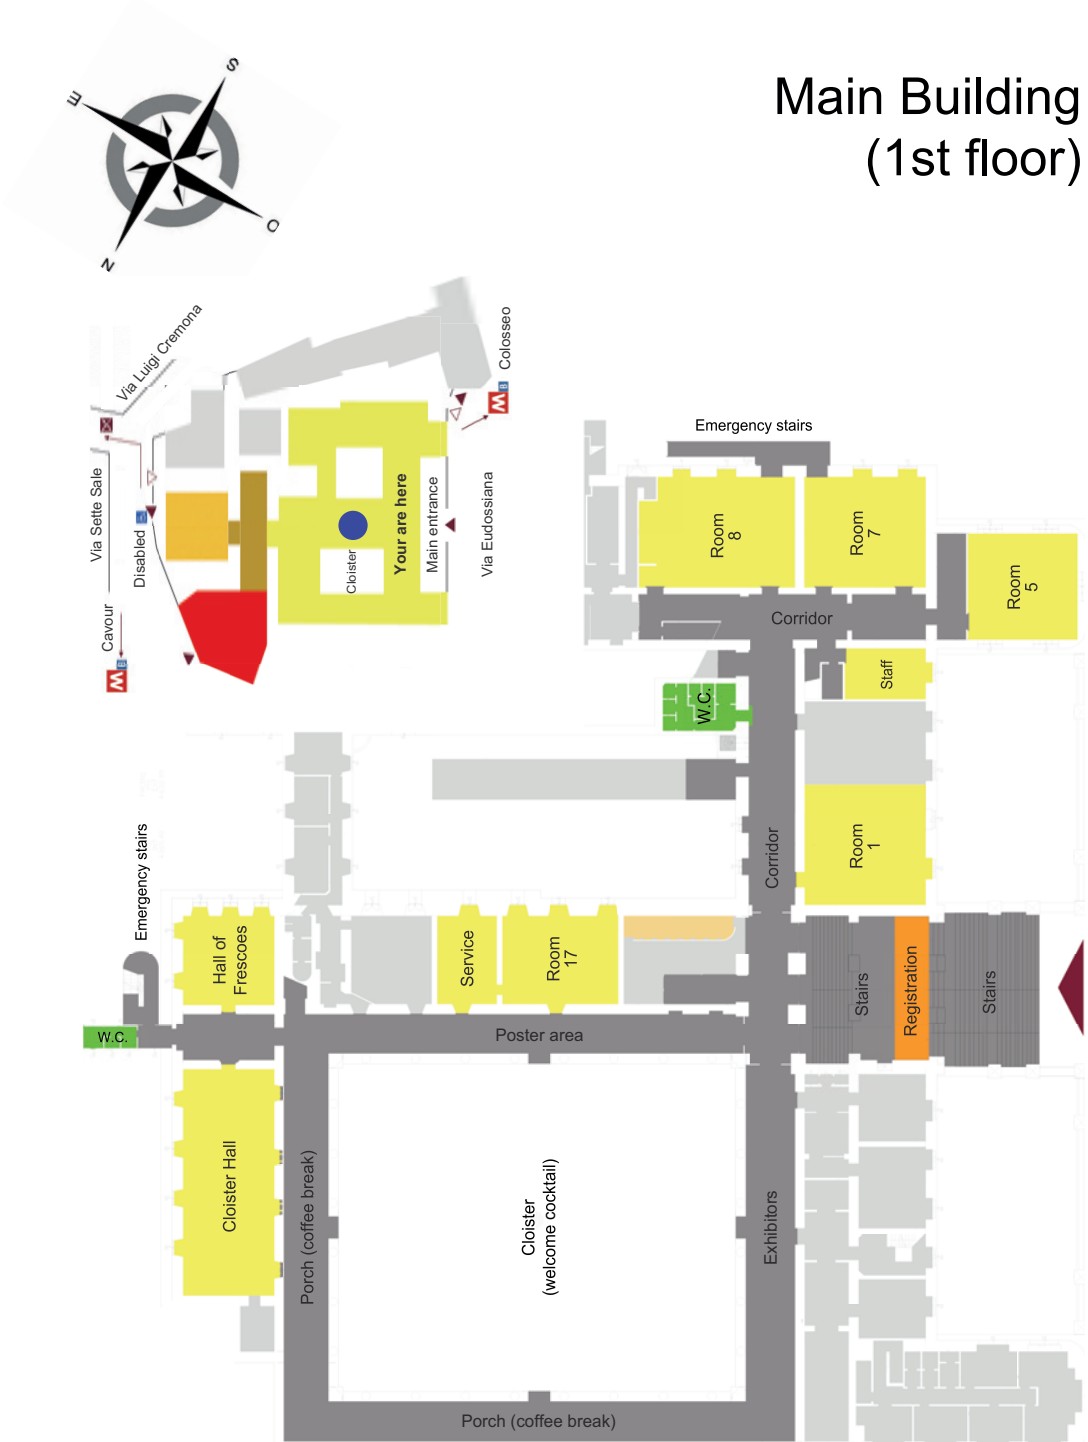 Main Building
(1st floor)
S
E
O
N
Via Luigi Cremona
Via Sette Sale
Disabled
Cavour
M
B
Cloister
Your are here
Main entrance
Via Eudossiana
Colosseo
M
B
Emergency stairs
Room
8
Room
7
Room
5
Corridor
Staff
W.C.
Corridor
Room
1
Emergency stairs
Hall of
Frescoes
Service
Room
17
W.C.
Poster area
Stairs
Registration
Stairs
Cloister Hall
Porch (coffee break)
Cloister
(welcome cocktail)
Exhibitors
Porch (coffee break)